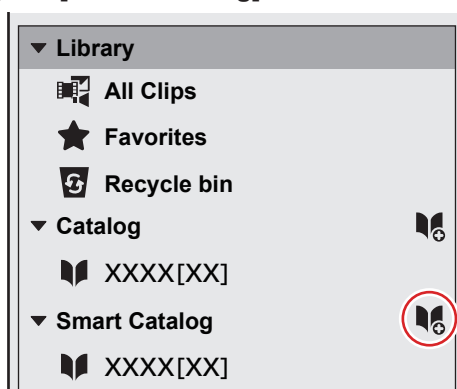 Library
All Clips
Favorites
Recycle bin
Catalog
XXXX[XX]
Smart Catalog
XXXX[XX]